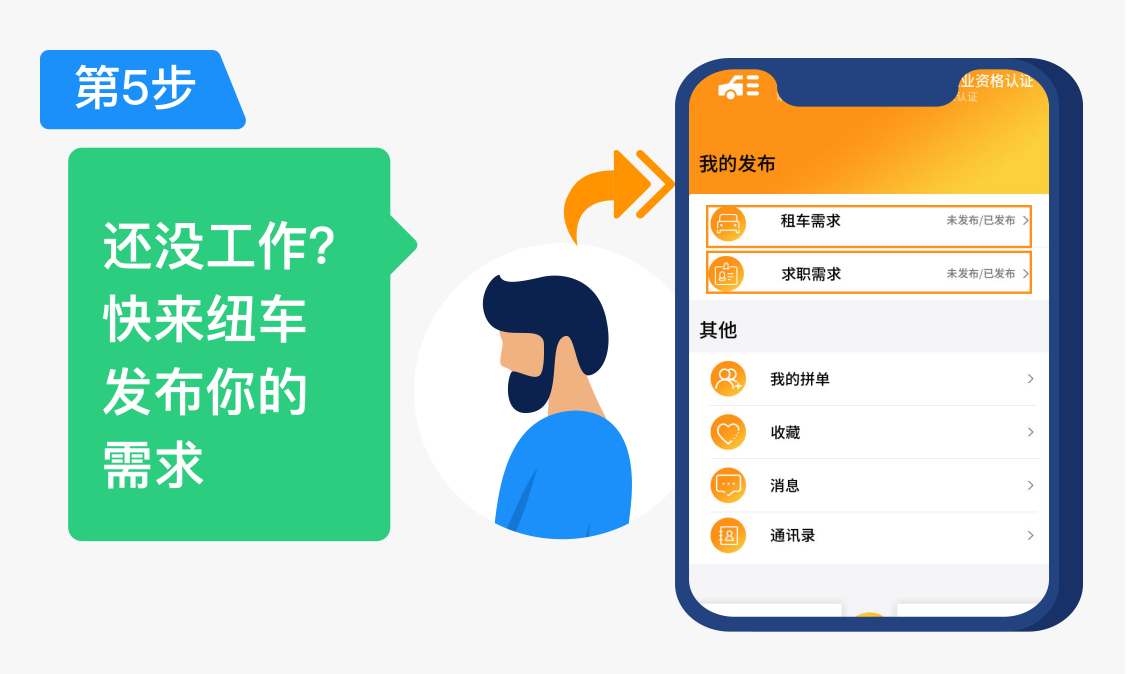 第5步
还没工作?
快来纽车
发布你的
需求
业资格认证
认证
我的发布
租车需求 未发布/已发布
求职需求 未发布/已发布
其他
我的拼单
收藏
消息
通讯录